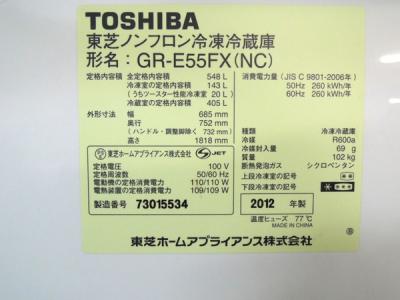 TOSHIBA
東芝ノンフロン冷凍冷蔵庫
形名：GR-E55FX(NC)
定格内容積 548 L
冷凍室の定格内容積 143 L
(うちツースター性能冷凍室 20 L)
冷蔵室の定格内容積 405 L
外形寸法 幅 685 mm
奥行 752 mm
(ハンドル・調整脚除く 732 mm)
高さ 1818 mm
消費電力量(JIS C 9801-2006年)
50Hz 260 kWh/年
60Hz 260 kWh/年
東芝ホームアプライアンス株式会社 S JET
定格電圧 100 V
定格周波数 50/60 Hz
電動機の定格消費電力 110/110 W
電熱装置の定格消費電力 109/109 W
製造番号 73015534
種類 冷凍冷蔵庫
冷媒 R600a
冷媒封入量 69 g
質量 102 kg
断熱発泡ガス シクロペンタン
上段冷凍室の記号
下段冷凍室の記号
2012 年製
温度ヒューズ 77℃
東芝ホームアプライアンス株式会社